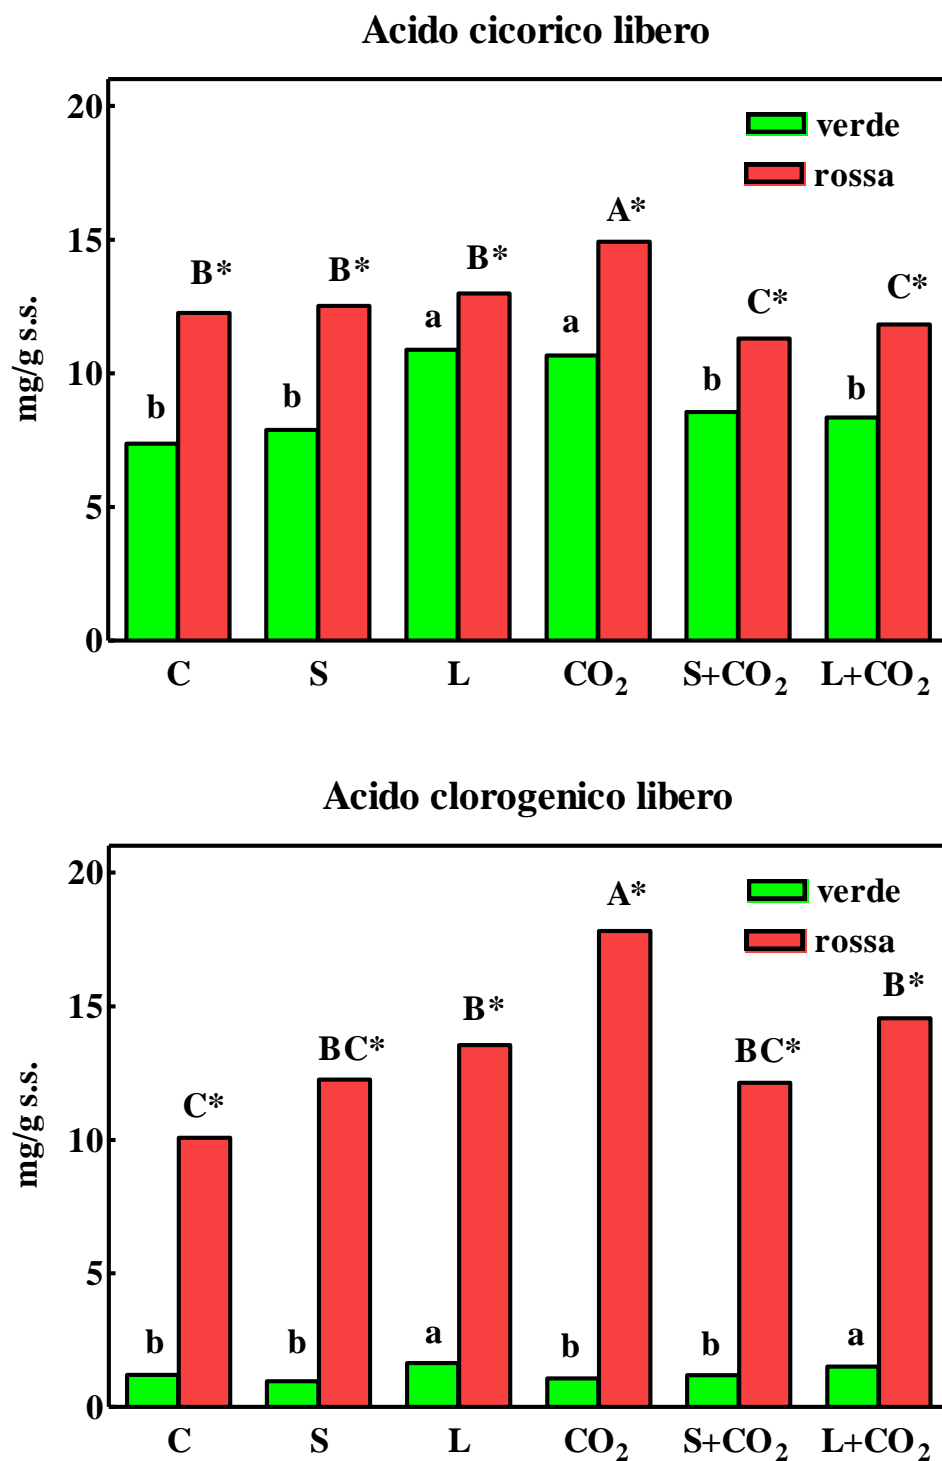 Acido cicorico libero
20
verde
rossa
A*
15
B* B* B* C* C*
a a
mg/g s.s.
10
b b b b
5
0
C S L CO₂ S+CO₂ L+CO₂
Acido clorogenico libero
20
verde
A*
rossa
15
B* B*
BC* BC*
C*
mg/g s.s.
10
5
b b a b b a
0
C S L CO₂ S+CO₂ L+CO₂